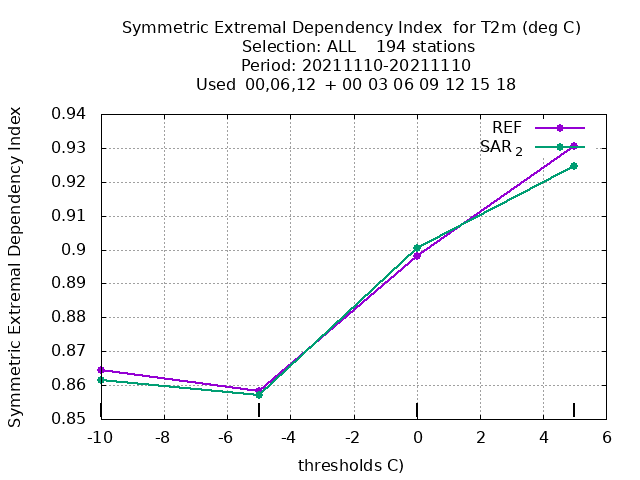 Symmetric Extremal Dependency Index  for T2m (deg C)
Selection: ALL    194 stations
Period: 20211110-20211110
Used  00,06,12  + 00 03 06 09 12 15 18
Symmetric Extremal Dependency Index
0.94
0.93
0.92
0.91
0.9
0.89
0.88
0.87
0.86
0.85
REF
SAR 2
-10 -8 -6 -4 -2 0 2 4 6
thresholds C)